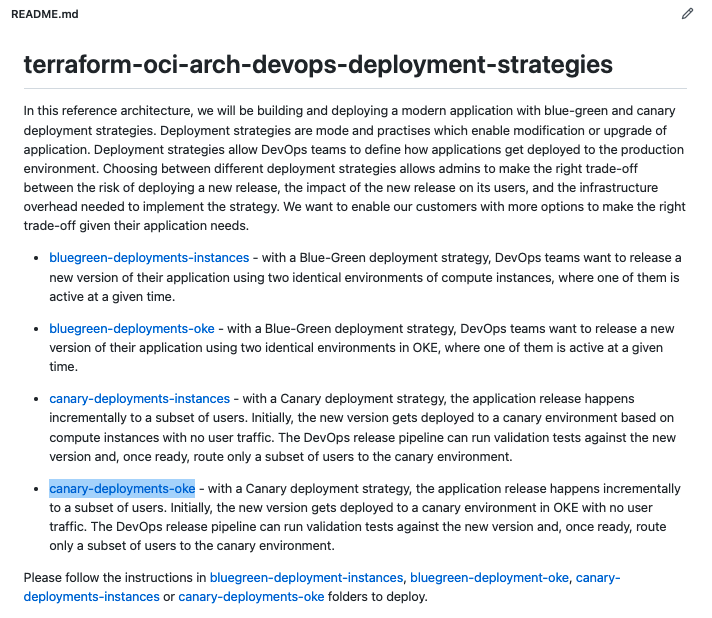 README.md
terraform-oci-arch-devops-deployment-strategies
In this reference architecture, we will be building and deploying a modern application with blue-green and canary
deployment strategies. Deployment strategies are mode and practises which enable modification or upgrade of
application. Deployment strategies allow DevOps teams to define how applications get deployed to the production
environment. Choosing between different deployment strategies allows admins to make the right trade-off
between the risk of deploying a new release, the impact of the new release on its users, and the infrastructure
overhead needed to implement the strategy. We want to enable our customers with more options to make the right
trade-off given their application needs.
• bluegreen-deployments-instances - with a Blue-Green deployment strategy, DevOps teams want to release a
new version of their application using two identical environments of compute instances, where one of them is
active at a given time.
• bluegreen-deployments-oke - with a Blue-Green deployment strategy, DevOps teams want to release a new
version of their application using two identical environments in OKE, where one of them is active at a given
time.
• canary-deployments-instances - with a Canary deployment strategy, the application release happens
incrementally to a subset of users. Initially, the new version gets deployed to a canary environment based on
compute instances with no user traffic. The DevOps release pipeline can run validation tests against the new
version and, once ready, route only a subset of users to the canary environment.
• canary-deployments-oke - with a Canary deployment strategy, the application release happens incrementally
to a subset of users. Initially, the new version gets deployed to a canary environment in OKE with no user
traffic. The DevOps release pipeline can run validation tests against the new version and, once ready, route
only a subset of users to the canary environment.
Please follow the instructions in bluegreen-deployment-instances, bluegreen-deployment-oke, canary-
deployments-instances or canary-deployments-oke folders to deploy.